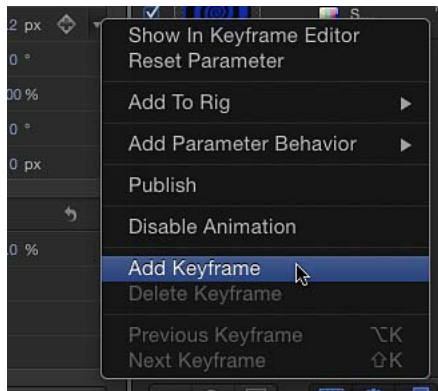 .2 px
S...
Show In Keyframe Editor
0 °
Reset Parameter
00 %
Add To Rig
0 °
Add Parameter Behavior
0 px
Publish
Disable Animation
.0 %
Add Keyframe
Delete Keyframe
Previous Keyframe ⌥K
Next Keyframe ⇧K